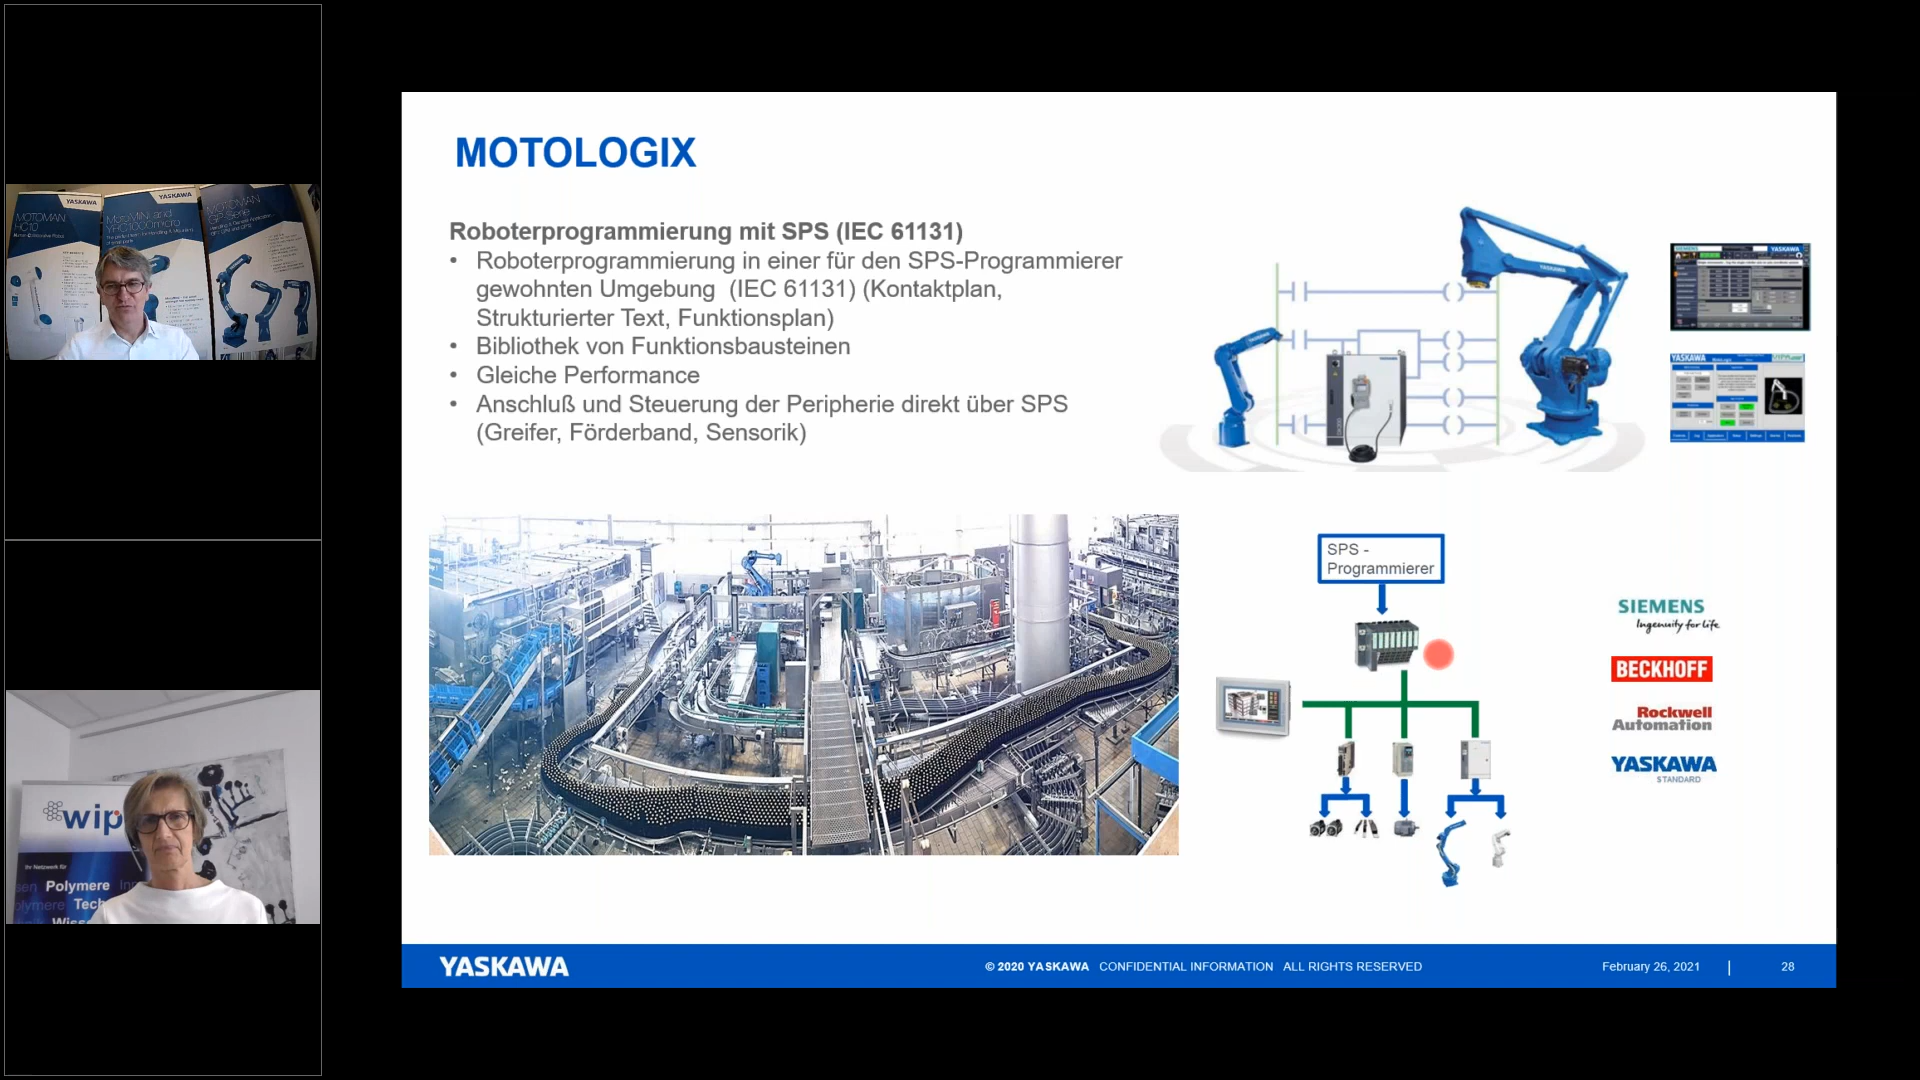 YASKAWA
MOTOMAN
HC10
YASKAWA
MotoMINI and
YRC1000micro
MOTOMAN
GP-Serie
wip
Ihr Netzwerk für
Polymere
Tech
MOTOLOGIX
Roboterprogrammierung mit SPS (IEC 61131)
• Roboterprogrammierung in einer für den SPS-Programmierer
gewohnten Umgebung (IEC 61131) (Kontaktplan,
Strukturierter Text, Funktionsplan)
• Bibliothek von Funktionsbausteinen
• Gleiche Performance
• Anschluß und Steuerung der Peripherie direkt über SPS
(Greifer, Förderband, Sensorik)
YASKAWA
SIEMENS
YASKAWA
YASKAWA
SPS -
Programmierer
SIEMENS
Ingenuity for life
BECKHOFF
Rockwell
Automation
YASKAWA
STANDARD
YASKAWA
© 2020 YASKAWA CONFIDENTIAL INFORMATION ALL RIGHTS RESERVED
February 26, 2021 | 28